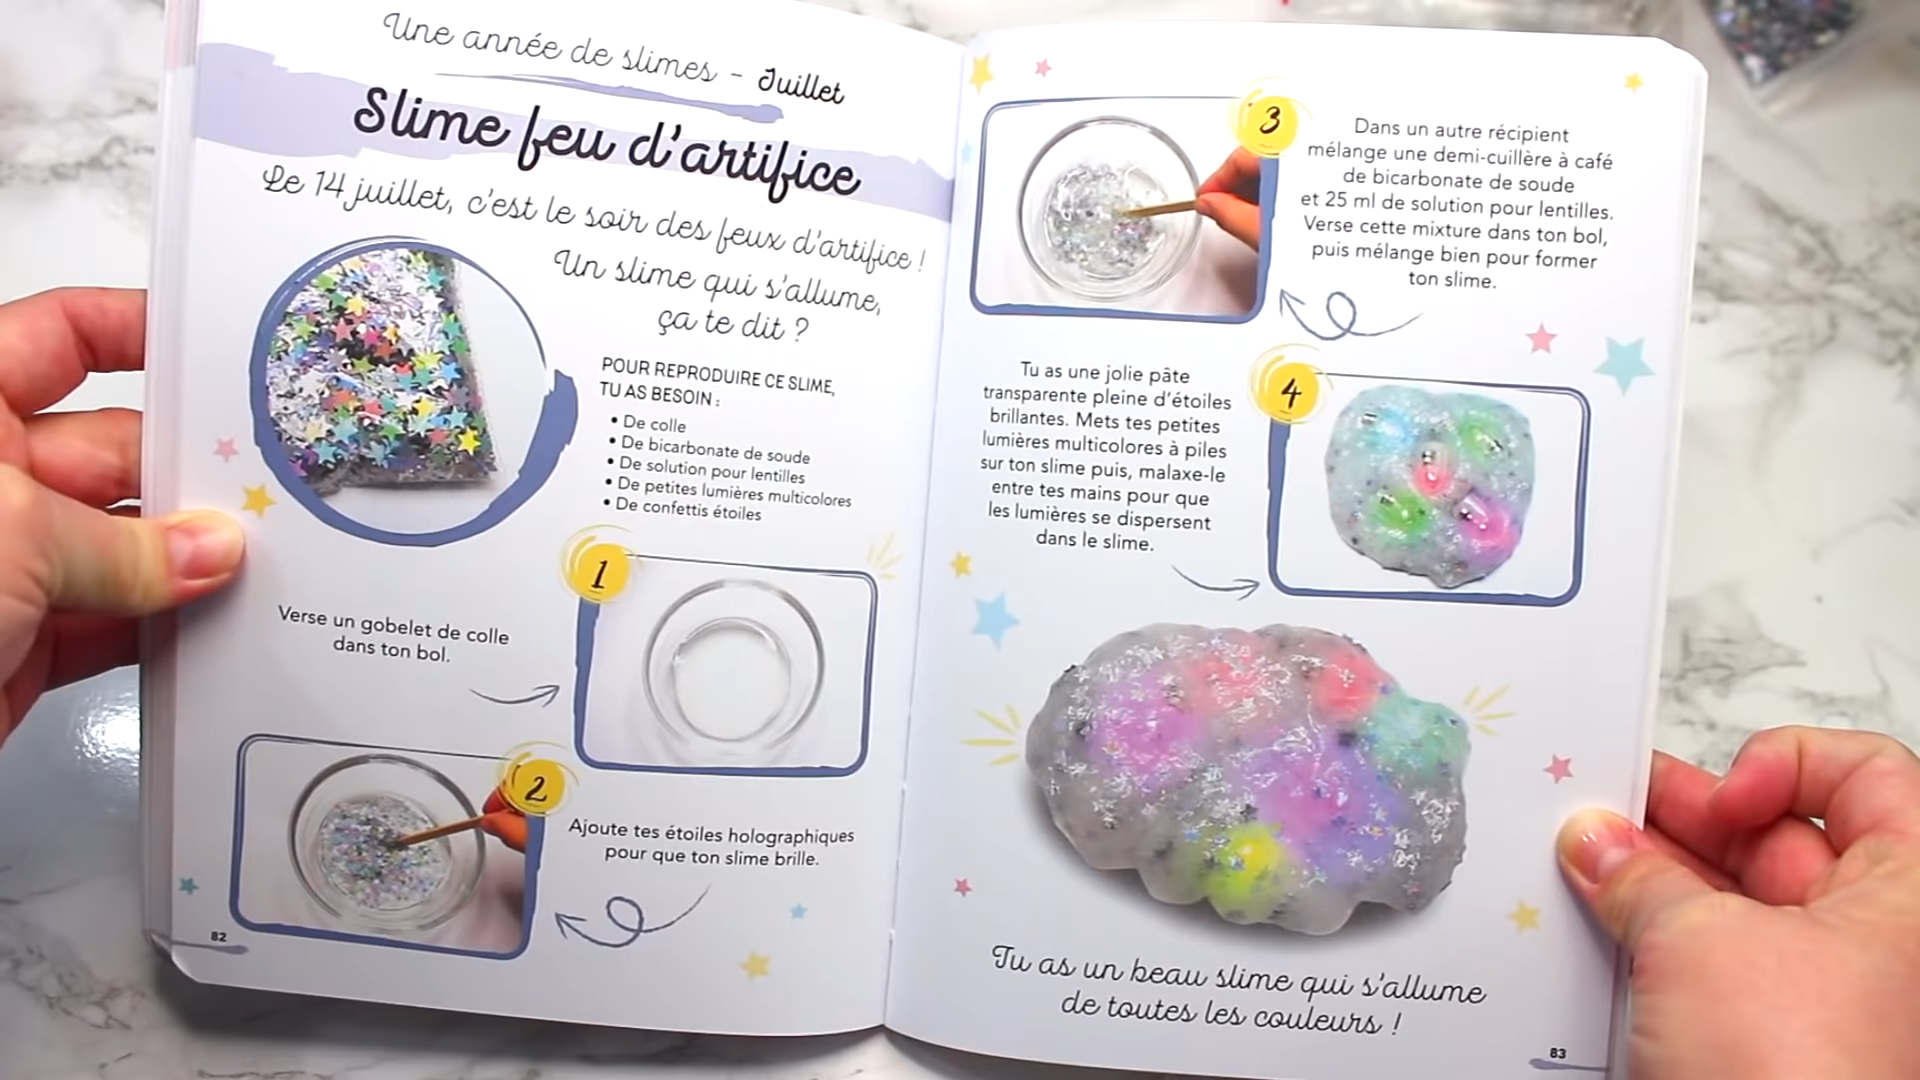 Une année de slimes - Juillet
Slime feu d'artifice
Le 14 juillet, c'est le soir des feux d'artifice !
Un slime qui s'allume,
ça te dit ?
POUR REPRODUIRE CE SLIME,
TU AS BESOIN :
• De colle
• De bicarbonate de soude
• De solution pour lentilles
• De petites lumières multicolores
• De confettis étoiles
1
Verse un gobelet de colle
dans ton bol.
2
Ajoute tes étoiles holographiques
pour que ton slime brille.
82
3
Dans un autre récipient
mélange une demi-cuillère à café
de bicarbonate de soude
et 25 ml de solution pour lentilles.
Verse cette mixture dans ton bol,
puis mélange bien pour former
ton slime.
4
Tu as une jolie pâte
transparente pleine d'étoiles
brillantes. Mets tes petites
lumières multicolores à piles
sur ton slime puis, malaxe-le
entre tes mains pour que
les lumières se dispersent
dans le slime.
Tu as un beau slime qui s'allume
de toutes les couleurs !
83